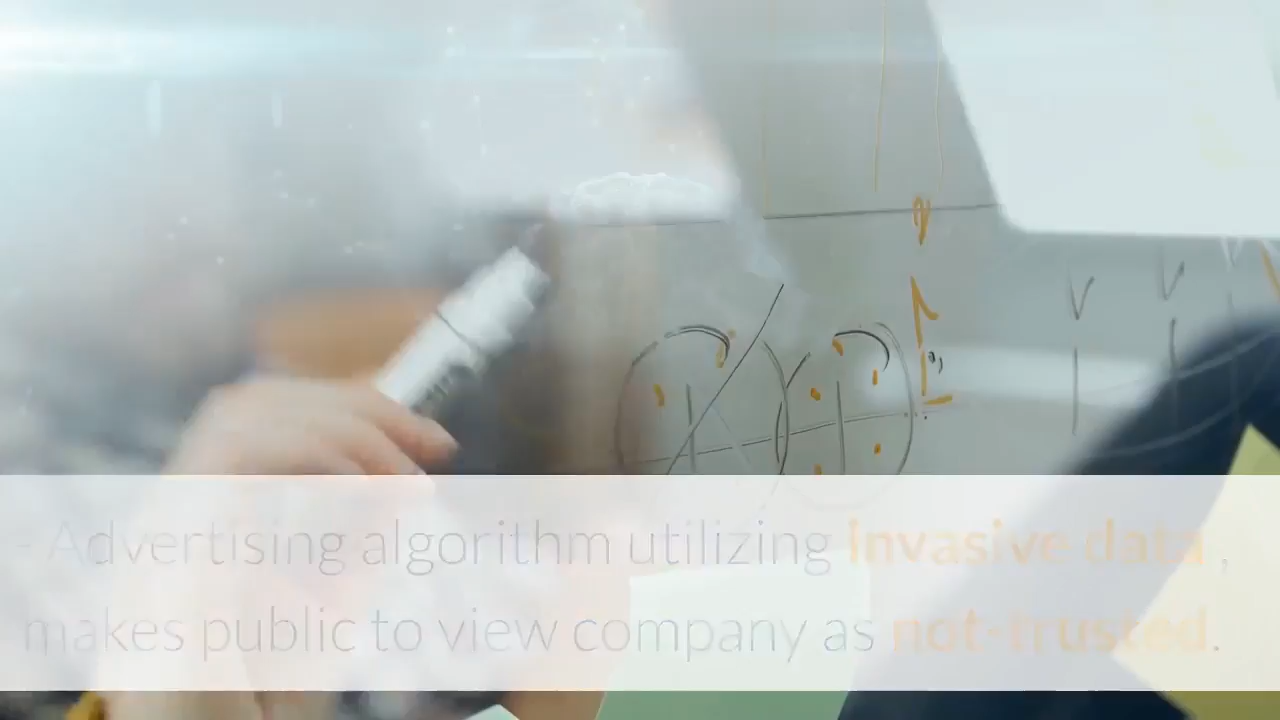 - Advertising algorithm utilizing invasive data ,
makes public to view company as not-trusted.